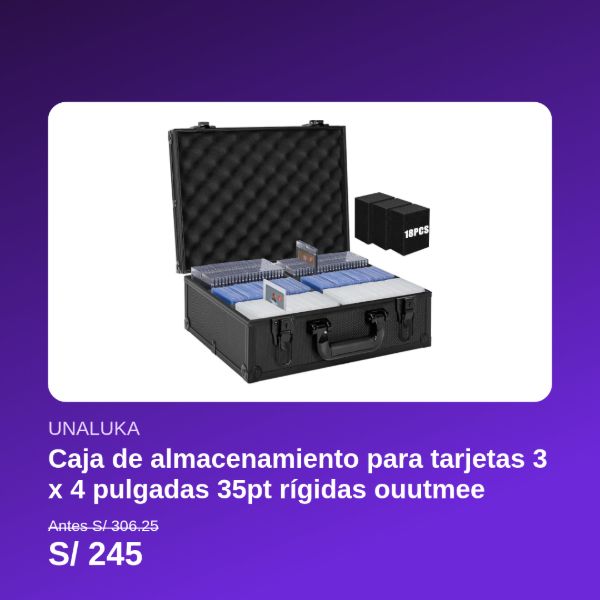 18PCS
UNALUKA
Caja de almacenamiento para tarjetas 3
x 4 pulgadas 35pt rígidas ouutmee
Antes S/ 306.25
S/ 245